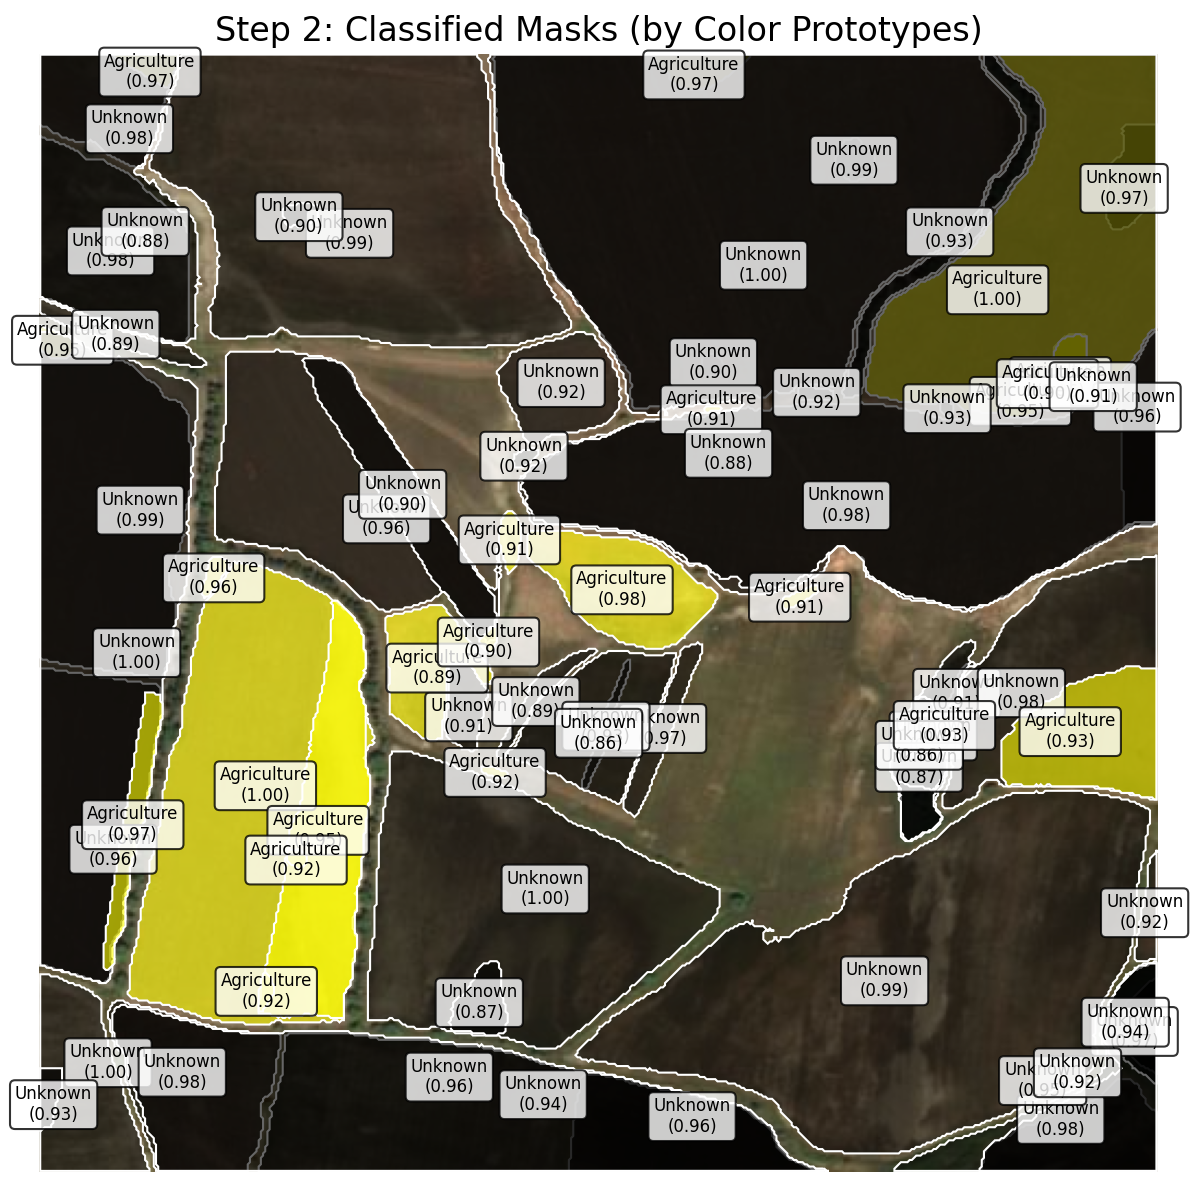 Step 2: Classified Masks (by Color Prototypes)
Agriculture
(0.97)
Agriculture
(0.97)
Unknown
(0.98)
Unknown
(0.99)
Unknown
(0.97)
Unknown
(0.90)
(0.99)
Unknown
(0.88)
(0.98)
Unknown
(0.93)
Unknown
(1.00)
Agriculture
(1.00)
Unknown
(0.89)
Unknown
(0.90)
Unknown
(0.92)
Unknown
(0.92)
Agriculture
(0.91)
Unknown
(0.93)
Unknown
(0.91)
(0.95)
(0.96)
Unknown
(0.88)
Unknown
(0.92)
Unknown
(0.90)
(0.96)
Unknown
(0.99)
Unknown
(0.98)
Agriculture
(0.91)
Agriculture
(0.96)
Agriculture
(0.98)
Agriculture
(0.91)
Unknown
(1.00)
Agriculture
(0.90)
Agriculture
(0.89)
Unknown
(0.89)
Unknown
(0.91)
Unknown
(0.86)
(0.97)
Unknown
(0.98)
Agriculture
(0.93)
(0.86)
(0.87)
Agriculture
(0.93)
Agriculture
(0.92)
Agriculture
(1.00)
Agriculture
(0.97)
(0.96)
Agriculture
Agriculture
(0.92)
Unknown
(1.00)
Unknown
(0.92)
Unknown
(0.99)
Agriculture
(0.92)
Unknown
(0.87)
Unknown
(0.94)
Unknown
(1.00)
Unknown
(0.98)
Unknown
(0.96)
Unknown
(0.94)
Unknown
(0.92)
Unknown
(0.93)
Unknown
(0.96)
Unknown
(0.98)